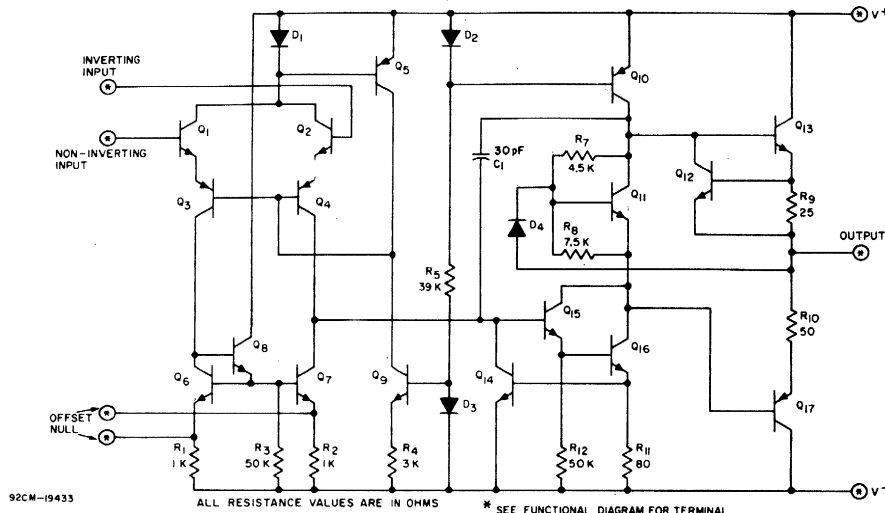 V+
D1
D2
Q5
Q10
INVERTING
INPUT
Q1
Q2
Q13
NON-INVERTING
INPUT
30 pF
C1
R7
4.5 K
Q12
Q3
Q4
Q11
R9
25
D4
R8
7.5 K
OUTPUT
R5
39 K
Q15
R10
50
Q8
Q6
Q7
Q9
Q14
Q16
D3
Q17
OFFSET
NULL
R1
1 K
R3
50 K
R2
1K
R4
3 K
R12
50 K
R11
80
V-
92CM-19433
ALL RESISTANCE VALUES ARE IN OHMS
* SEE FUNCTIONAL DIAGRAM FOR TERMINAL